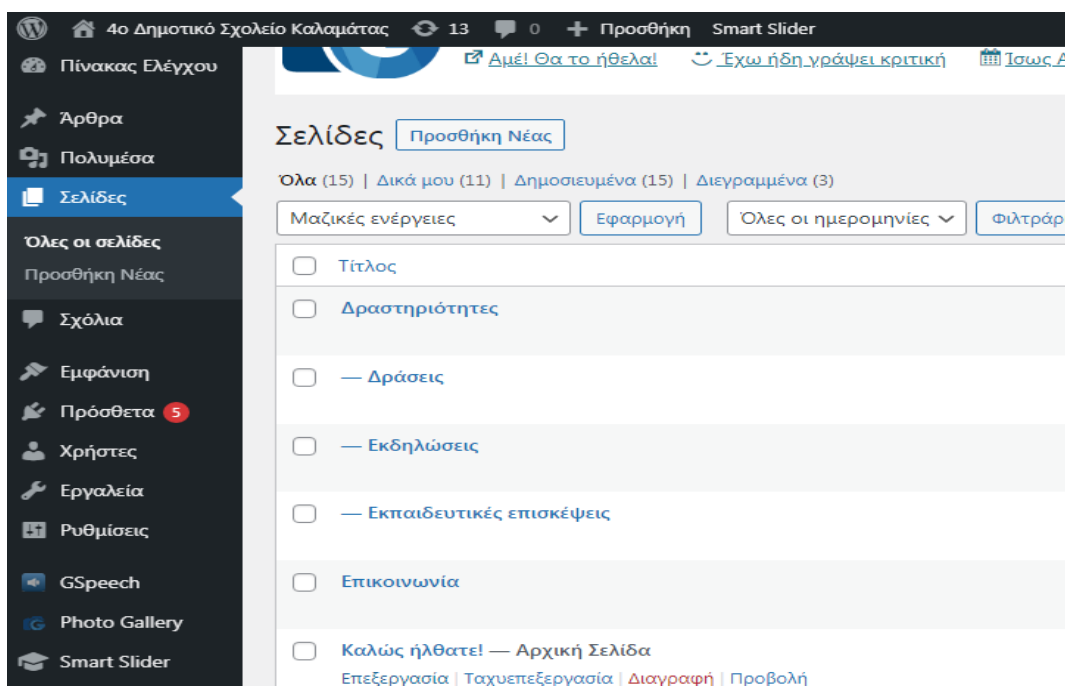 4ο Δημοτικό Σχολείο Καλαμάτας 13 0 Προσθήκη Smart Slider
Πίνακας Ελέγχου
Άρθρα
Πολυμέσα
Σελίδες
Όλες οι σελίδες
Προσθήκη Νέας
Σχόλια
Εμφάνιση
Πρόσθετα 5
Χρήστες
Εργαλεία
Ρυθμίσεις
GSpeech
Photo Gallery
Smart Slider
Αμέ! Θα το ήθελα! Έχω ήδη γράψει κριτική Ίσως
Σελίδες Προσθήκη Νέας
Όλα (15) | Δικά μου (11) | Δημοσιευμένα (15) | Διεγραμμένα (3)
Μαζικές ενέργειες Εφαρμογή Όλες οι ημερομηνίες
Τίτλος
Δραστηριότητες
— Δράσεις
— Εκδηλώσεις
— Εκπαιδευτικές επισκέψεις
Επικοινωνία
Καλώς ήλθατε! — Αρχική Σελίδα
Επεξεργασία | Ταχυεπεξεργασία | Διαγραφή | Προβολή